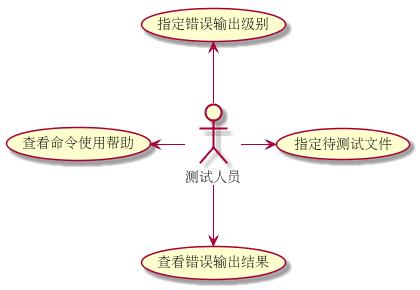 指定错误输出级别
查看命令使用帮助
指定待测试文件
测试人员
查看错误输出结果